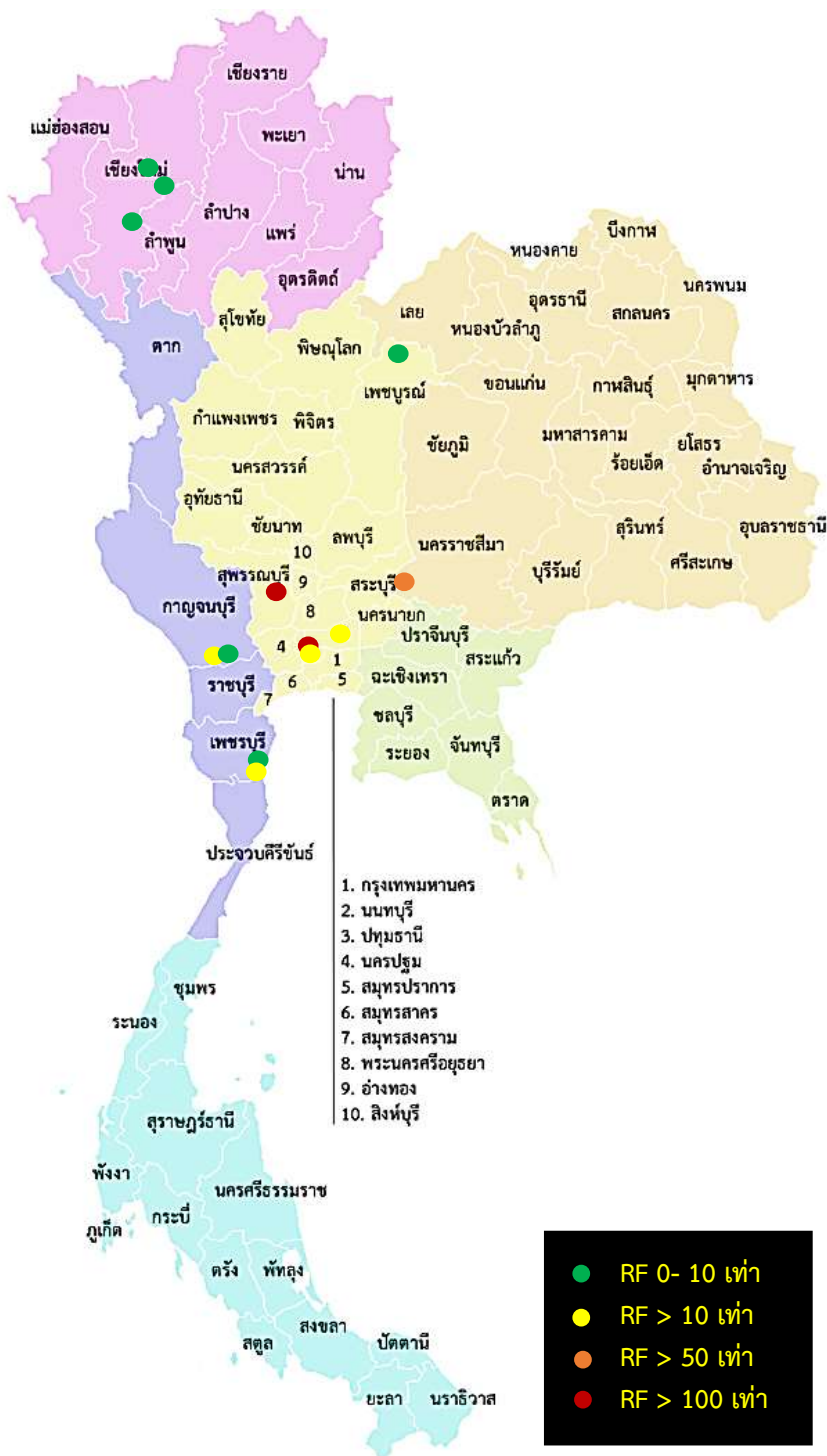 เชียงราย
แม่ฮ่องสอน
พะเยา
เชียงใหม่
น่าน
ลำปาง
ลำพูน
แพร่
อุตรดิตถ์
บึงกาฬ
หนองคาย
นครพนม
เลย
อุดรธานี
สกลนคร
สุโขทัย
หนองบัวลำภู
ตาก
พิษณุโลก
เพชบูรณ์
ขอนแก่น
กาฬสินธุ์
มุกดาหาร
กำแพงเพชร
พิจิตร
ชัยภูมิ
มหาสารคาม
ยโสธร
ร้อยเอ็ด
อำนาจเจริญ
นครสวรรค์
อุทัยธานี
ชัยนาท
ลพบุรี
นครราชสีมา
สุรินทร์
อุบลราชธานี
10
บุรีรัมย์
ศรีสะเกษ
สุพรรณบุรี
9
สระบุรี
กาญจนบุรี
8
นครนายก
ปราจีนบุรี
4
1
สระแก้ว
ราชบุรี
6
5
ฉะเชิงเทรา
7
ชลบุรี
เพชรบุรี
ระยอง
จันทบุรี
ตราด
ประจวบคีรีขันธ์
1. กรุงเทพมหานคร
2. นนทบุรี
3. ปทุมธานี
4. นครปฐม
5. สมุทรปราการ
6. สมุทรสาคร
7. สมุทรสงคราม
8. พระนครศรีอยุธยา
9. อ่างทอง
10. สิงห์บุรี
ชุมพร
ระนอง
สุราษฎร์ธานี
พังงา
นครศรีธรรมราช
กระบี่
ภูเก็ต
ตรัง
พัทลุง
สงขลา
สตูล
ปัตตานี
ยะลา
นราธิวาส
RF 0- 10 เท่า
RF > 10 เท่า
RF > 50 เท่า
RF > 100 เท่า